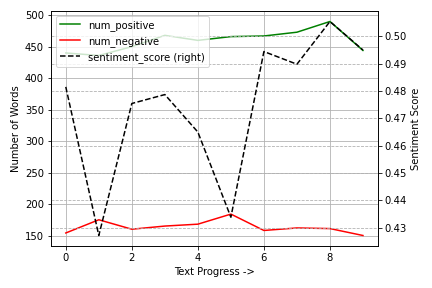 500
450
400
350
300
250
200
150
Number of Words
num_positive
num_negative
sentiment_score (right)
0.50
0.49
0.48
0.47
0.46
0.45
0.44
0.43
Sentiment Score
0 2 4 6 8
Text Progress ->